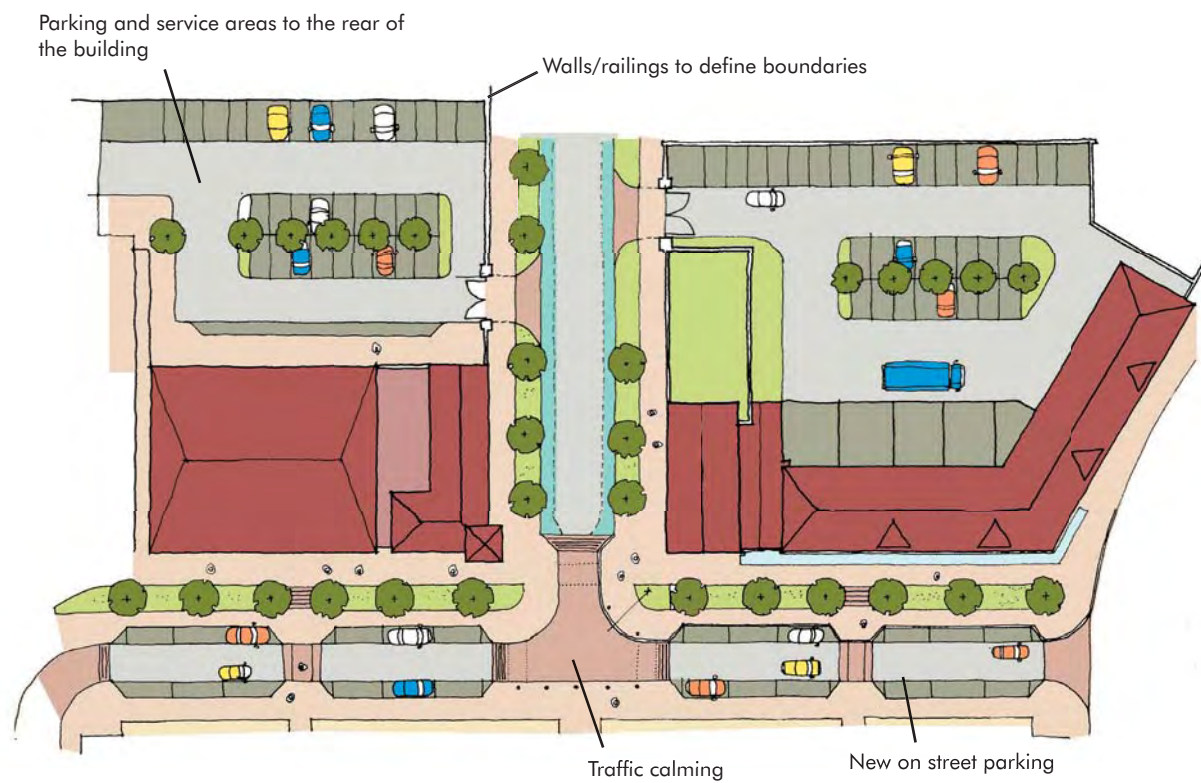 Parking and service areas to the rear of
the building
Walls/railings to define boundaries
Traffic calming
New on street parking